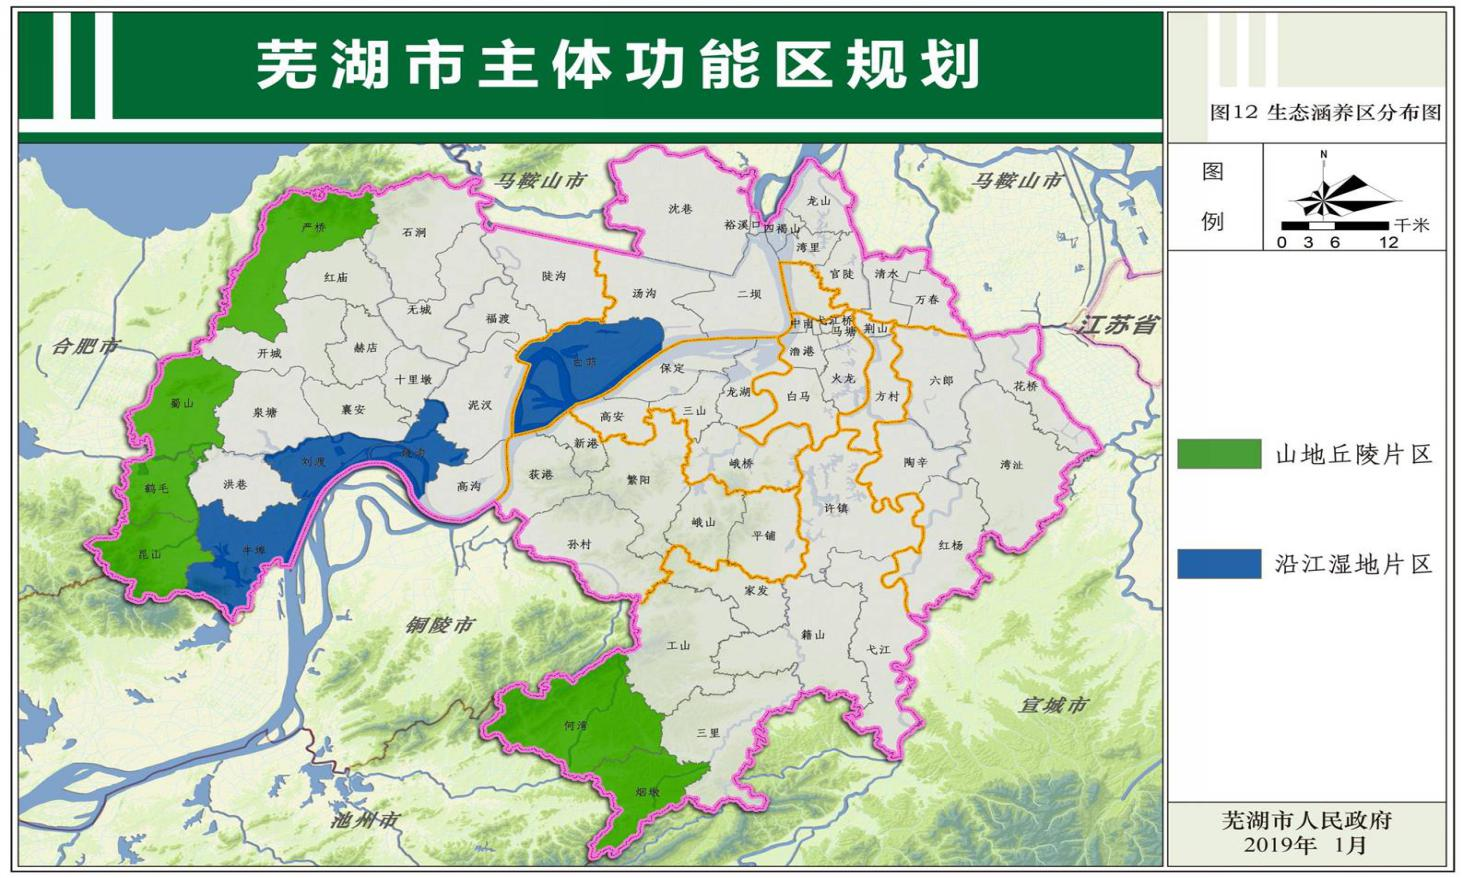 芜湖市主体功能区规划
图12 生态涵养区分布图
图
例
N
千米
0 3 6 12
山地丘陵片区
沿江湿地片区
芜湖市人民政府
2019年 1月
马鞍山市
马鞍山市
合肥市
江苏省
铜陵市
池州市
宣城市
沈巷
龙山
裕溪口
四褐山
湾里
严桥
石涧
红庙
陡沟
汤沟
二坝
官陡
清水
万春
无城
福渡
中南
弋江桥
马塘
荆山
开城
赫店
十里墩
泥汊
保定
澛港
龙湖
火龙
白马
方村
六郎
花桥
蜀山
泉塘
襄安
高安
三山
新港
峨桥
刘渡
洪巷
鹤毛
高沟
荻港
繁阳
陶辛
湾沚
许镇
峨山
平铺
孙村
红杨
昆山
牛埠
家发
工山
籍山
弋江
何湾
三里
烟墩